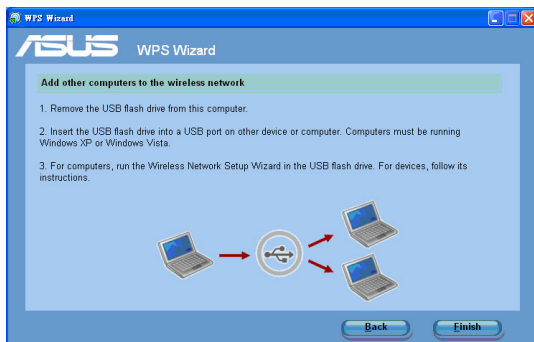 WPS Wizard
ASUS WPS Wizard
Add other computers to the wireless network
1. Remove the USB flash drive from this computer.
2. Insert the USB flash drive into a USB port on other device or computer. Computers must be running
Windows XP or Windows Vista.
3. For computers, run the Wireless Network Setup Wizard in the USB flash drive. For devices, follow its
instructions.
Back Finish